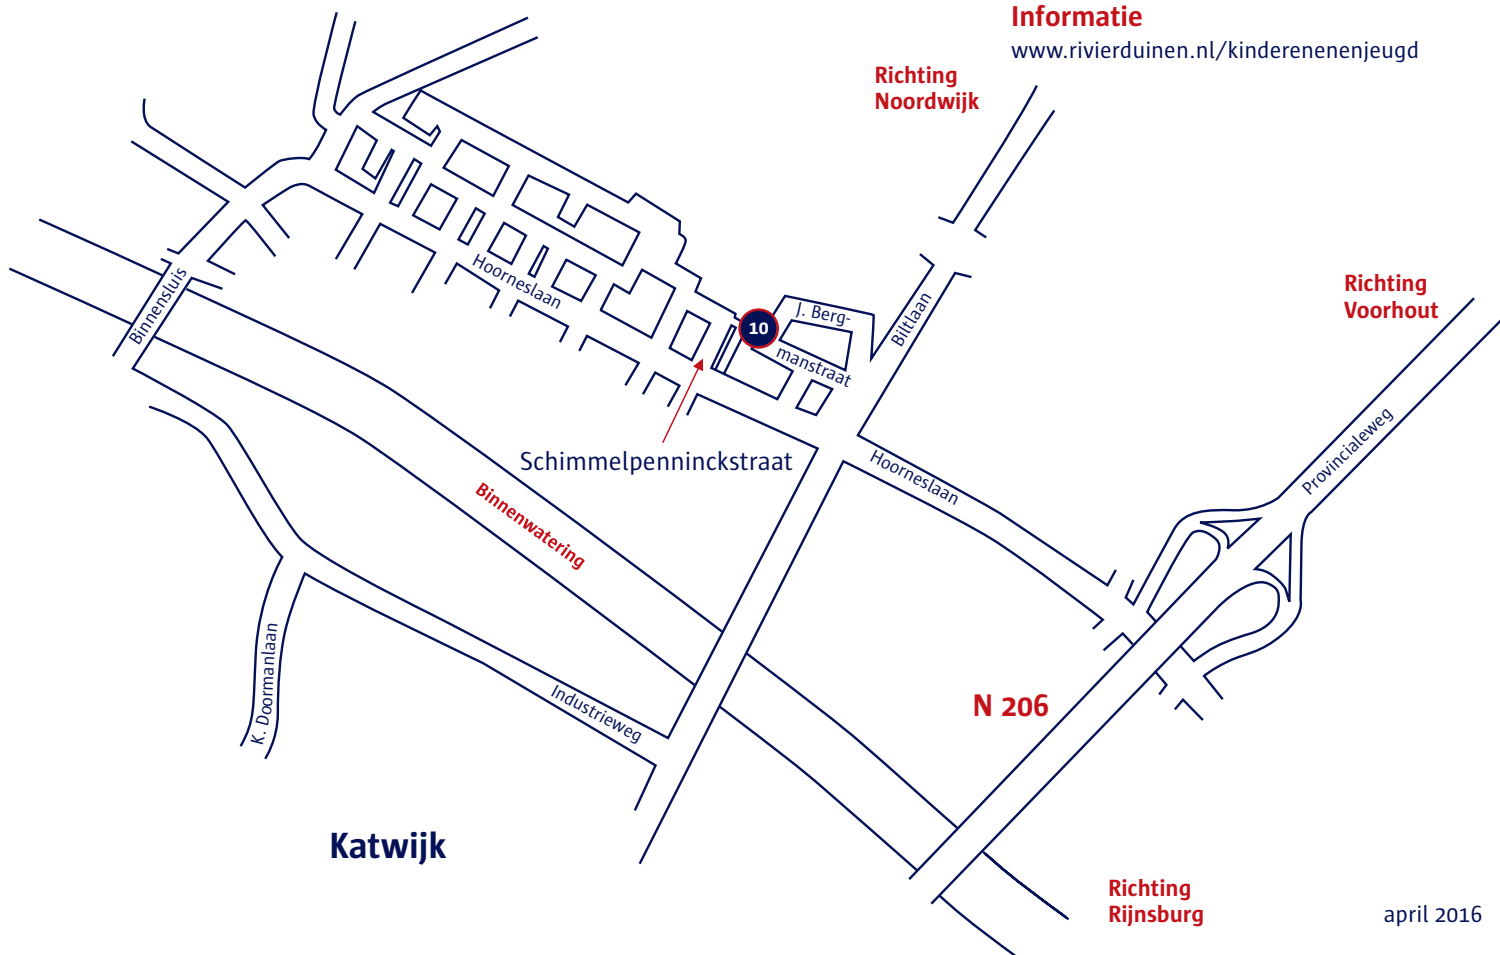 Informatie
www.rivierduinen.nl/kinderenenenjeugd
Richting
Noordwijk
Richting
Voorhout
Binnensluis
Hoorneslaan
10
J. Berg-
manstraat
Biltlaan
Provincialeweg
Schimmelpenninckstraat
Hoorneslaan
Binnenwatering
K. Doormanlaan
Industrieweg
N 206
Katwijk
Richting
Rijnsburg
april 2016